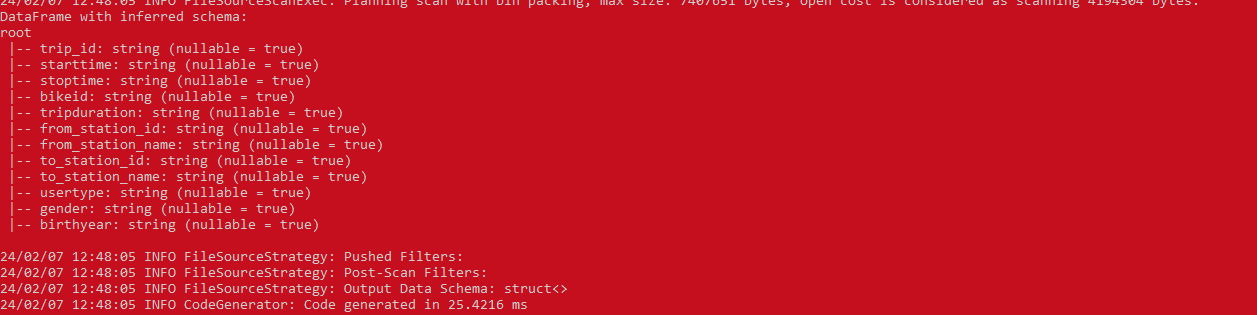 24/02/07 12:48:05 INFO FileSourceScanExec: Planning scan with bin packing, max size: 7407651 bytes, open cost is considered as scanning 4194304 bytes.
DataFrame with inferred schema:
root
 |-- trip_id: string (nullable = true)
 |-- starttime: string (nullable = true)
 |-- stoptime: string (nullable = true)
 |-- bikeid: string (nullable = true)
 |-- tripduration: string (nullable = true)
 |-- from_station_id: string (nullable = true)
 |-- from_station_name: string (nullable = true)
 |-- to_station_id: string (nullable = true)
 |-- to_station_name: string (nullable = true)
 |-- usertype: string (nullable = true)
 |-- gender: string (nullable = true)
 |-- birthyear: string (nullable = true)
24/02/07 12:48:05 INFO FileSourceStrategy: Pushed Filters:
24/02/07 12:48:05 INFO FileSourceStrategy: Post-Scan Filters:
24/02/07 12:48:05 INFO FileSourceStrategy: Output Data Schema: struct<>
24/02/07 12:48:05 INFO CodeGenerator: Code generated in 25.4216 ms